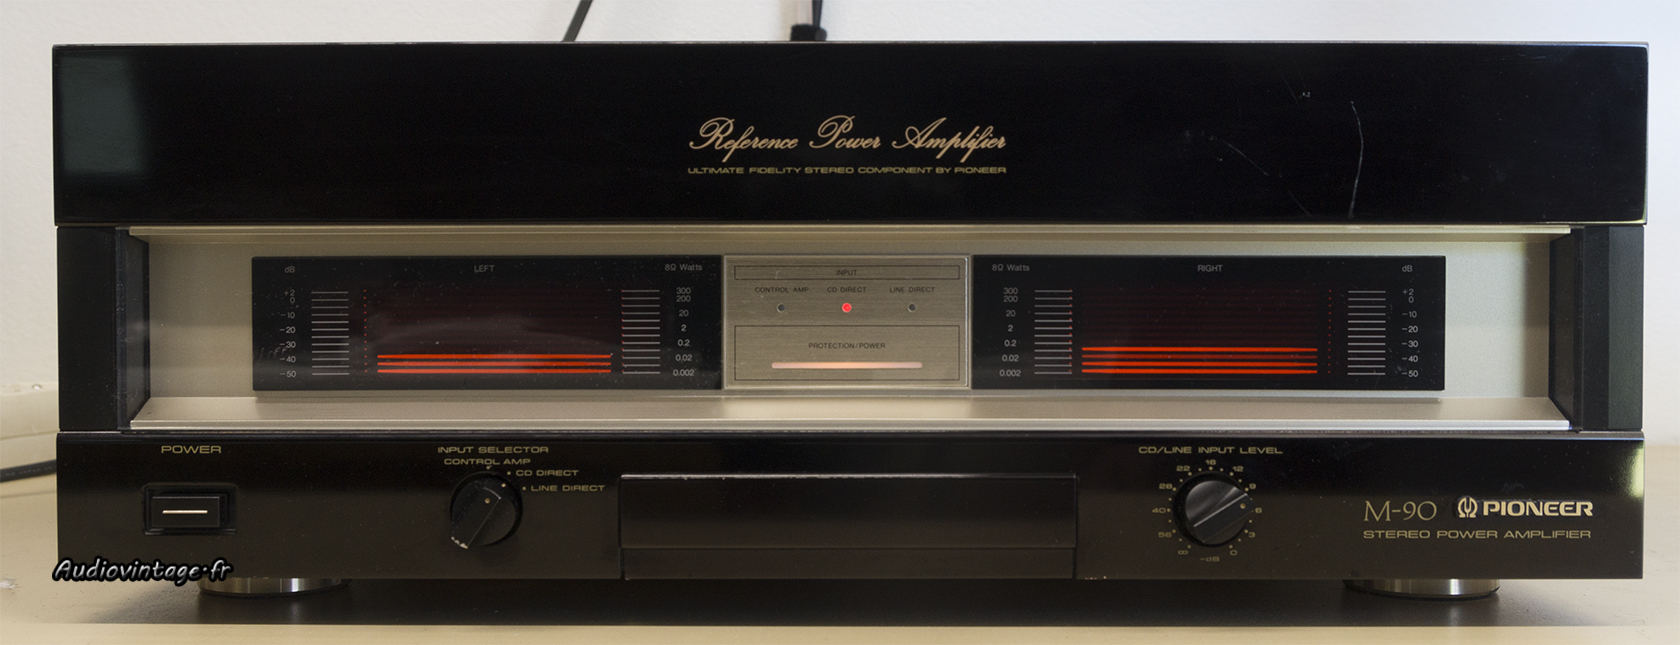 Reference Power Amplifier
ULTIMATE FIDELITY STEREO COMPONENT BY PIONEER
dB LEFT 8Ω Watts
+2 300
0 200
-10 20
-20 2
-30 0.2
-40 0.02
-50 0.002
INPUT
CONTROL AMP CD DIRECT LINE DIRECT
PROTECTION/POWER
8Ω Watts RIGHT dB
300 +2
200 0
20 -10
2 -20
0.2 -30
0.02 -40
0.002 -50
POWER
INPUT SELECTOR
CONTROL AMP
CD DIRECT
LINE DIRECT
CD/LINE INPUT LEVEL
22 16 12
28 9
40 6
56 3
∞ -dB 0
M-90 PIONEER
STEREO POWER AMPLIFIER
Audiovintage.fr